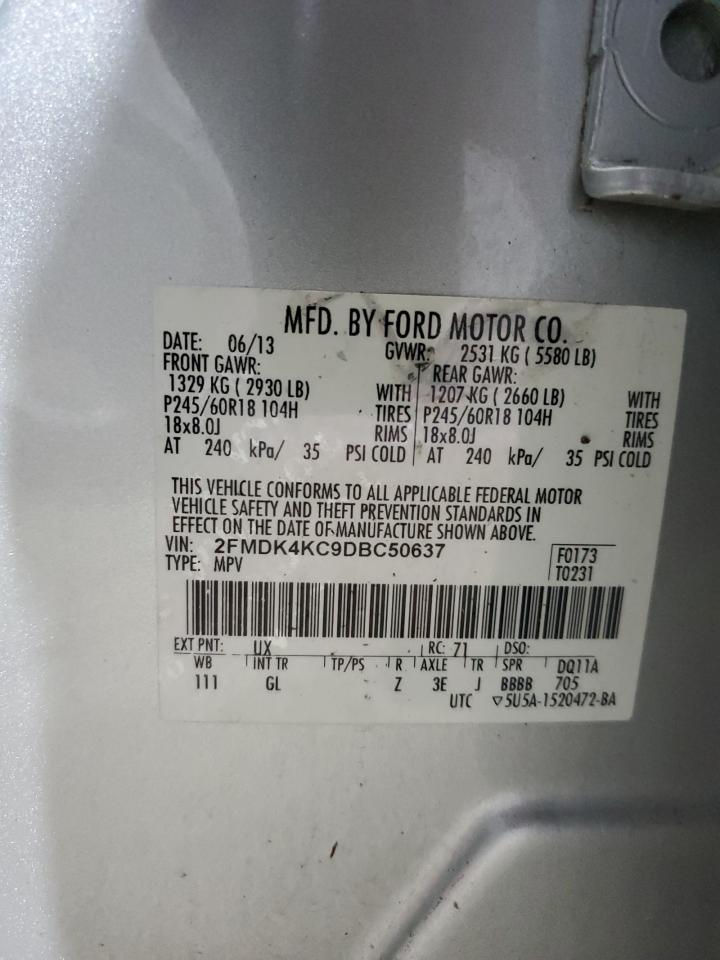 MFD. BY FORD MOTOR CO.
DATE: 06/13 GVWR: 2531 KG ( 5580 LB)
FRONT GAWR: REAR GAWR:
1329 KG ( 2930 LB) WITH 1207 KG ( 2660 LB) WITH
P245/60R18 104H TIRES P245/60R18 104H TIRES
18x8.0J RIMS 18x8.0J RIMS
AT 240 kPa/ 35 PSI COLD AT 240 kPa/ 35 PSI COLD
THIS VEHICLE CONFORMS TO ALL APPLICABLE FEDERAL MOTOR
VEHICLE SAFETY AND THEFT PREVENTION STANDARDS IN
EFFECT ON THE DATE OF MANUFACTURE SHOWN ABOVE.
VIN: 2FMDK4KC9DBC50637 F0173
TYPE: MPV T0231
EXT PNT: UX RC: 71 DSO:
WB INT TR TP/PS R AXLE TR SPR DQ11A
111 GL Z 3E J BBBB 705
UTC ▽5U5A-1520472-BA